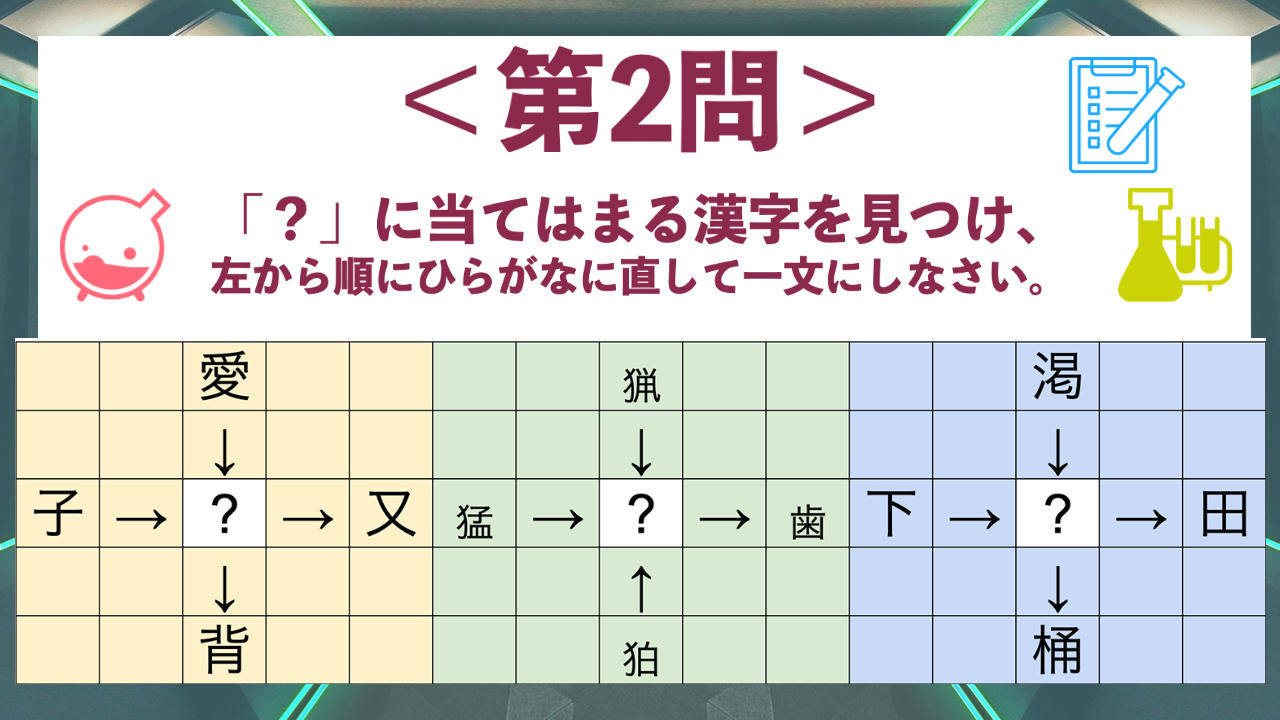 ＜第2問＞
「？」に当てはまる漢字を見つけ、
左から順にひらがなに直して一文にしなさい。
愛 猟 渇
↓ ↓ ↓
子 → ? → 又 猛 → ? → 歯 下 → ? → 田
↓ ↑ ↓
背 狛 桶